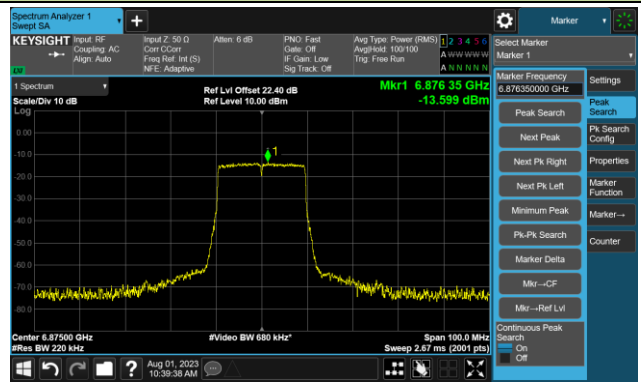 Spectrum Analyzer 1
Swept SA
Marker
KEYSIGHT
Input: RF
Coupling: AC
Align: Auto
Input Z: 50 Ω
Corr CCorr
Freq Ref: Int (S)
NFE: Adaptive
Atten: 6 dB
PNO: Fast
Gate: Off
IF Gain: Low
Sig Track: Off
Avg Type: Power (RMS)
Avg|Hold: 100/100
Trig: Free Run
1 2 3 4 5 6
A W W W W W
A N N N N N
LXI
Select Marker
Marker 1
1 Spectrum
Scale/Div 10 dB
Log
Ref Lvl Offset 22.40 dB
Ref Level 10.00 dBm
Mkr1 6.876 35 GHz
-13.599 dBm
0.00
-10.0
-20.0
-30.0
-40.0
-50.0
-60.0
-70.0
-80.0
1
Center 6.87500 GHz
#Res BW 220 kHz
#Video BW 680 kHz*
Span 100.0 MHz
Sweep 2.67 ms (2001 pts)
Marker Frequency
6.876350000 GHz
Peak Search
Next Peak
Next Pk Right
Next Pk Left
Minimum Peak
Pk-Pk Search
Marker Delta
Mkr→CF
Mkr→Ref Lvl
Continuous Peak
Search
On
Off
Settings
Peak
Search
Pk Search
Config
Properties
Marker
Function
Marker→
Counter
?
Aug 01, 2023
10:39:38 AM